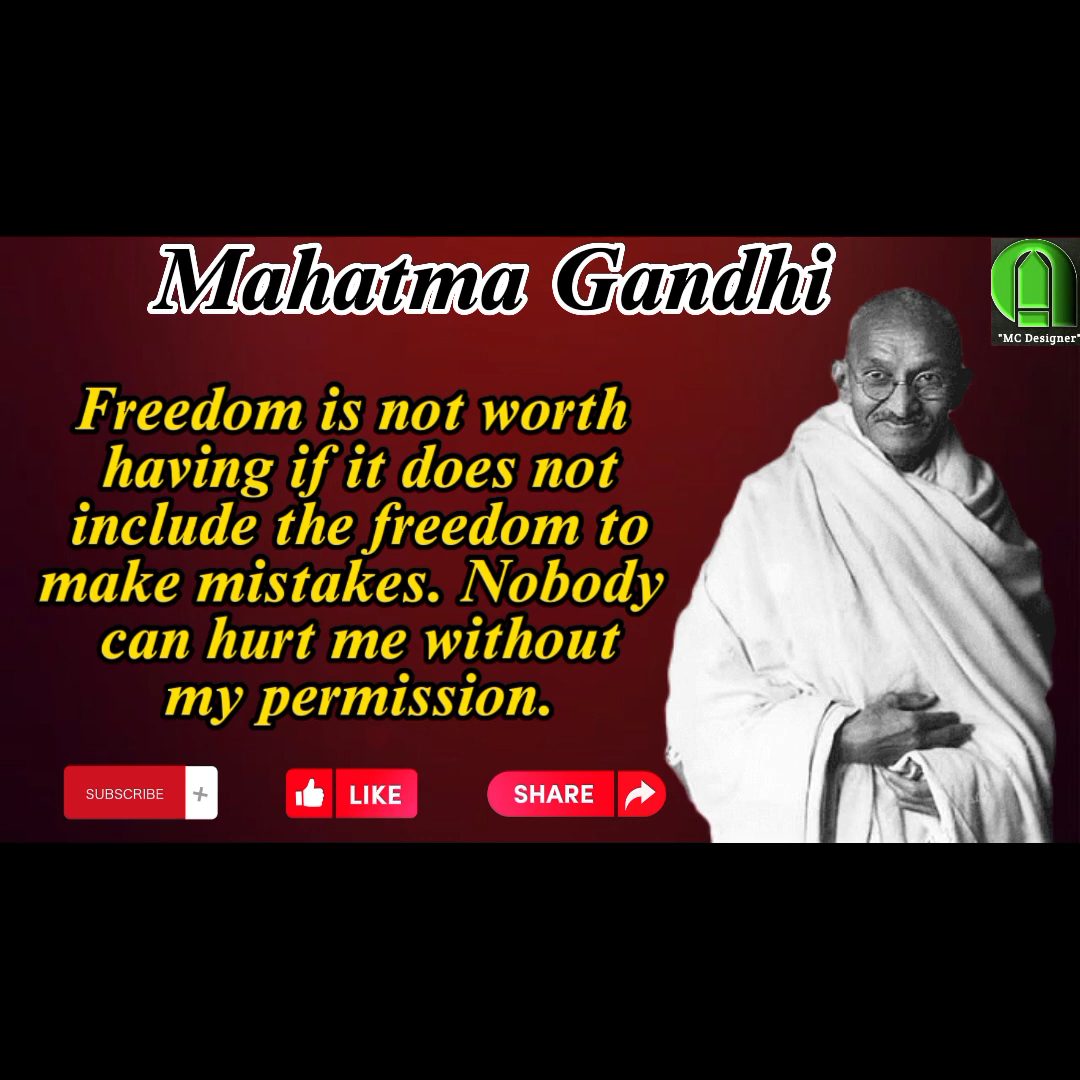 Mahatma Gandhi
"MC Designer"
Freedom is not worth
having if it does not
include the freedom to
make mistakes. Nobody
can hurt me without
my permission.
SUBSCRIBE +
LIKE
SHARE